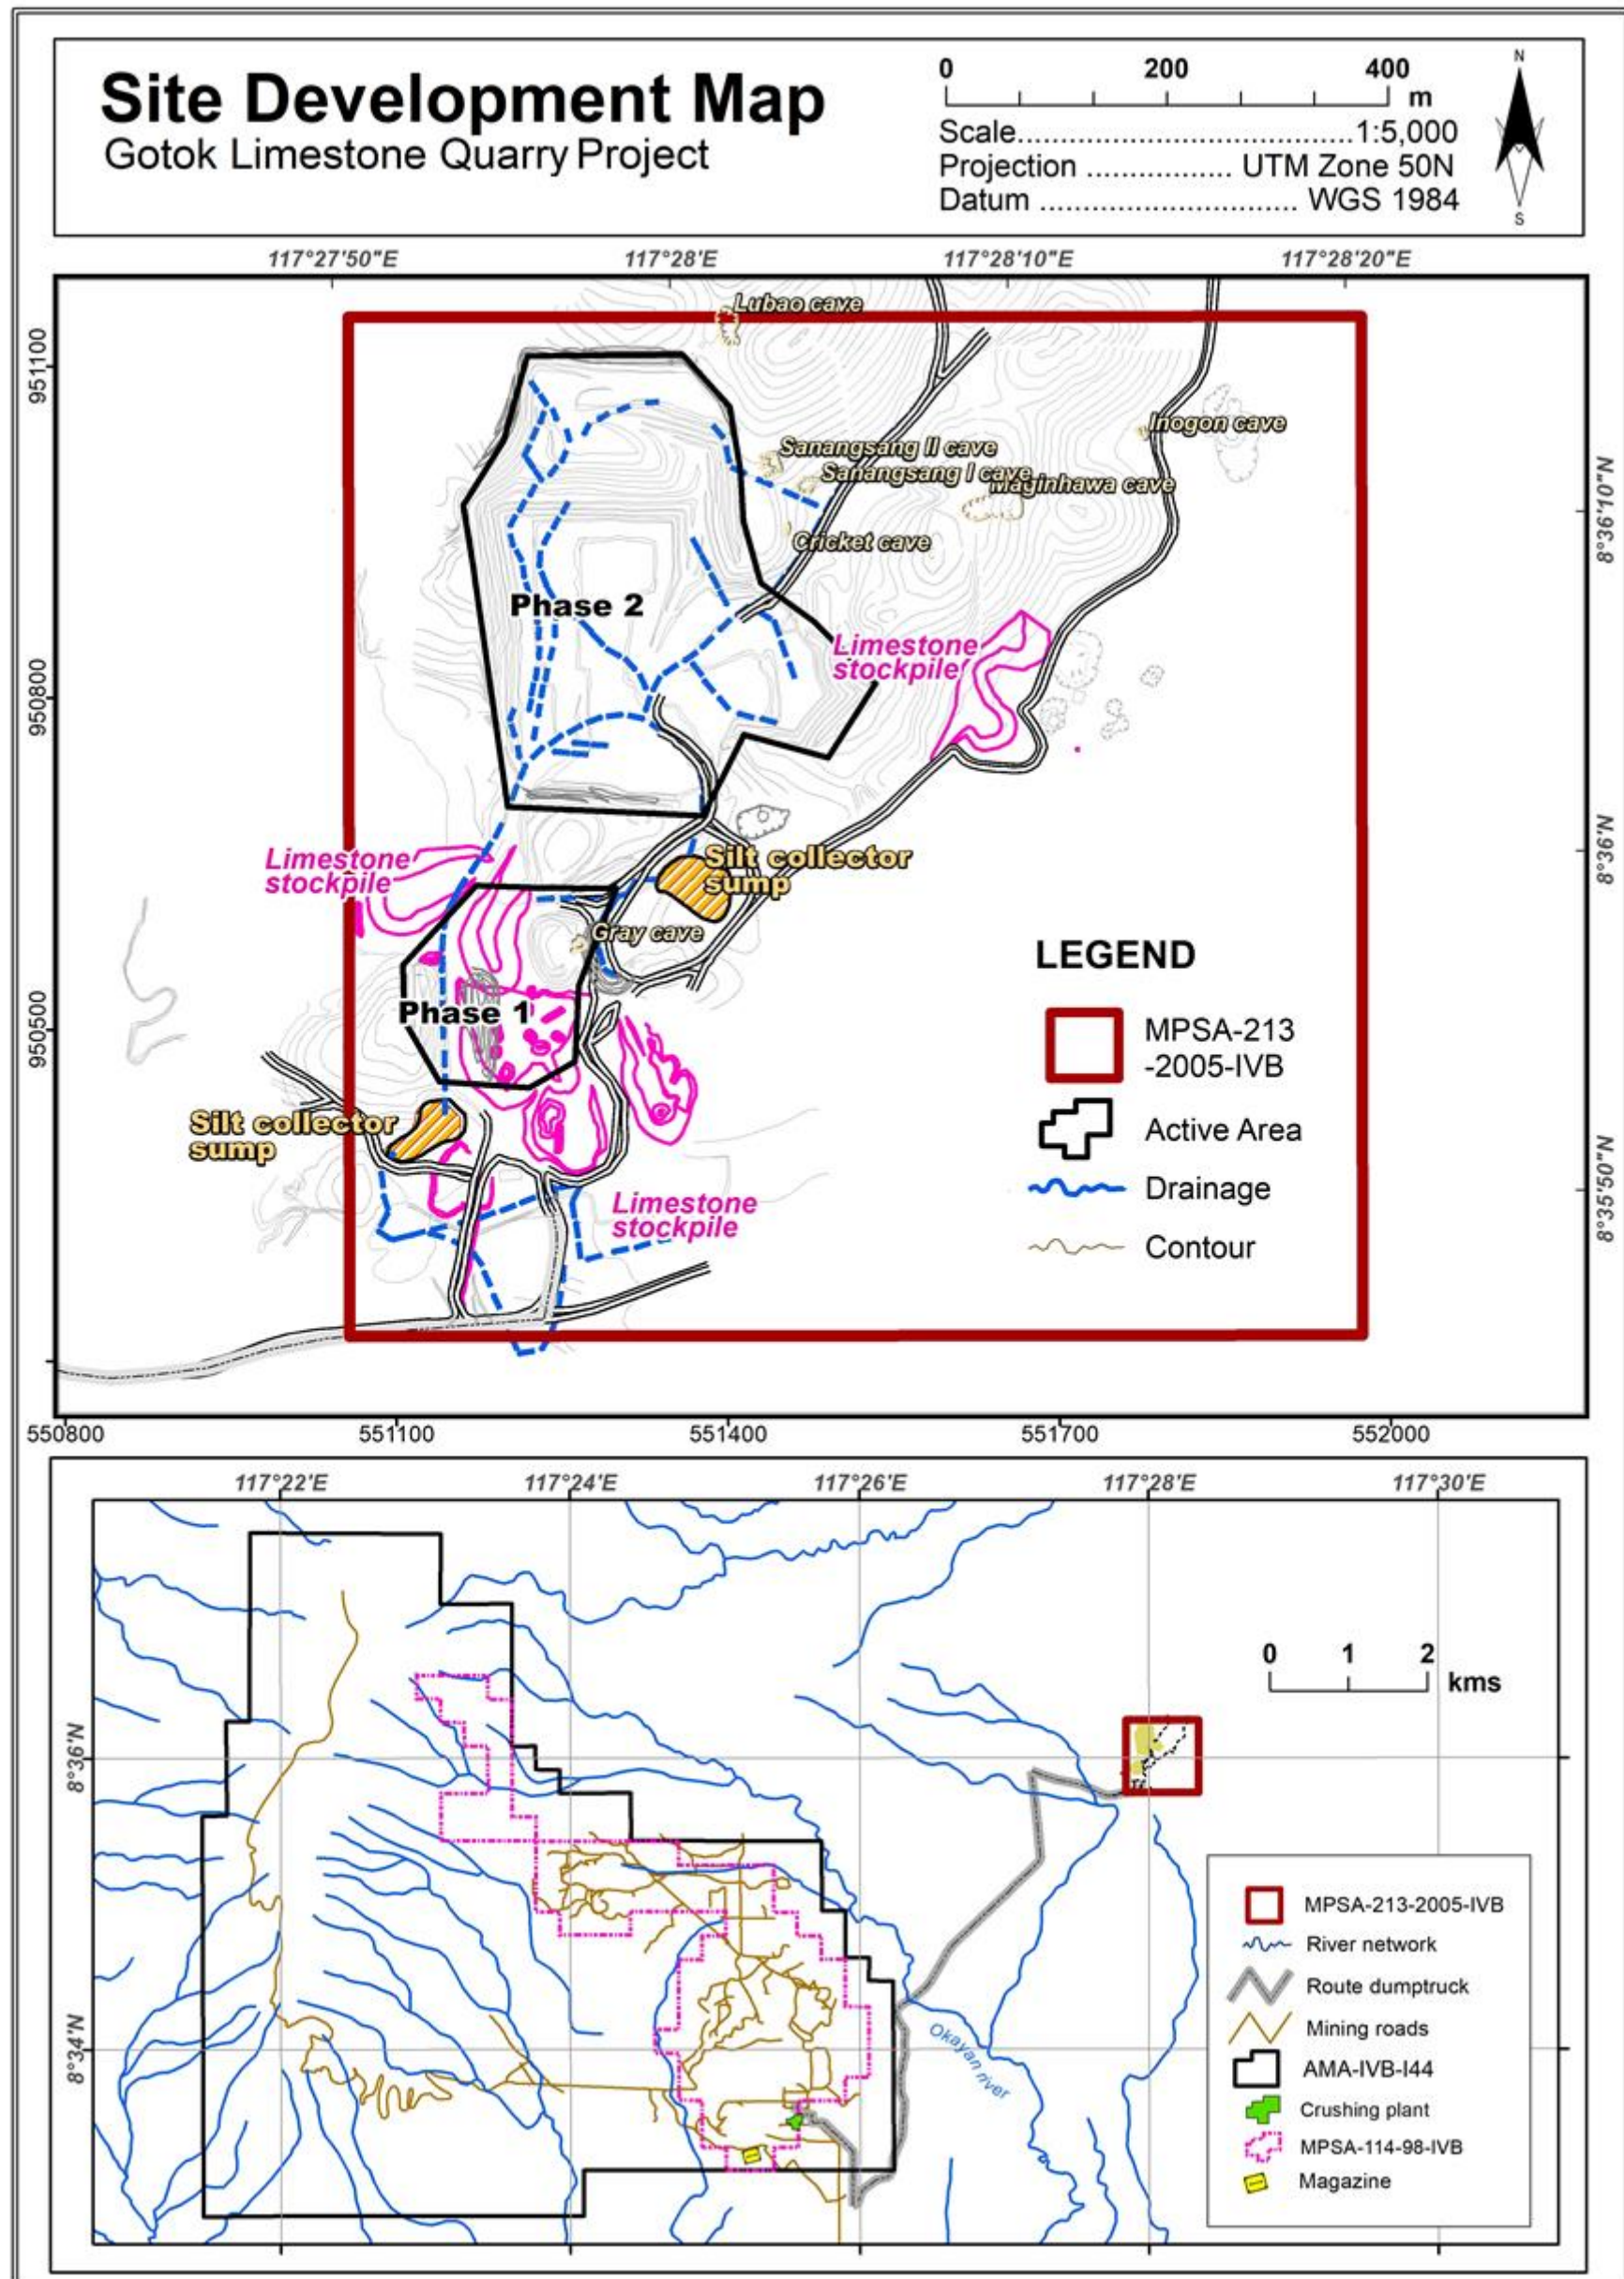 Site Development Map
Gotok Limestone Quarry Project
0 200 400
m
Scale......................................1:5,000
Projection ................ UTM Zone 50N
Datum ............................. WGS 1984
N
S
117°27'50"E 117°28'E 117°28'10"E 117°28'20"E
951100
950800
950500
8°36'10"N
8°36'N
8°35'50"N
Lubao cave
Inogon cave
Sanangsang II cave
Sanangsang I cave
Maginhawa cave
Cricket cave
Phase 2
Limestone
stockpile
Limestone
stockpile
Silt collector
sump
Gray cave
Phase 1
Silt collector
sump
Limestone
stockpile
LEGEND
MPSA-213
-2005-IVB
Active Area
Drainage
Contour
550800 551100 551400 551700 552000
117°22'E 117°24'E 117°26'E 117°28'E 117°30'E
0 1 2
kms
8°36'N
8°34'N
Okayan river
MPSA-213-2005-IVB
River network
Route dumptruck
Mining roads
AMA-IVB-I44
Crushing plant
MPSA-114-98-IVB
Magazine